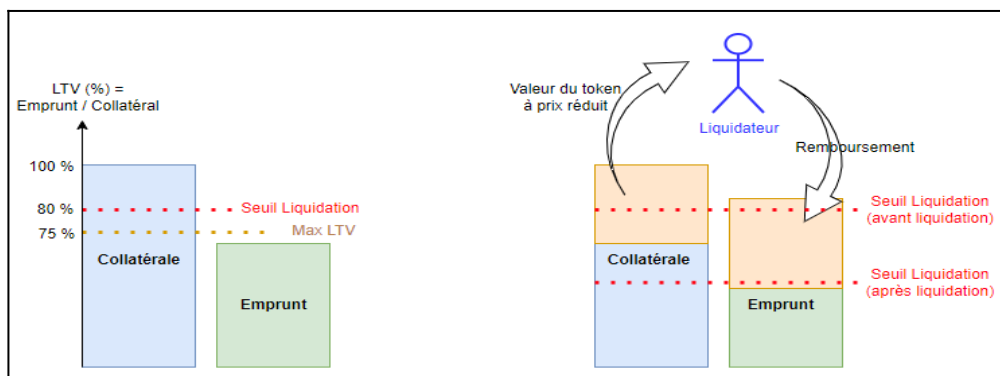 LTV (%) =
Emprunt / Collatéral
100 %
80 %
75 %
Seuil Liquidation
Max LTV
Collatérale
Emprunt
Valeur du token
à prix réduit
Liquidateur
Remboursement
Seuil Liquidation
(avant liquidation)
Collatérale
Seuil Liquidation
(après liquidation)
Emprunt